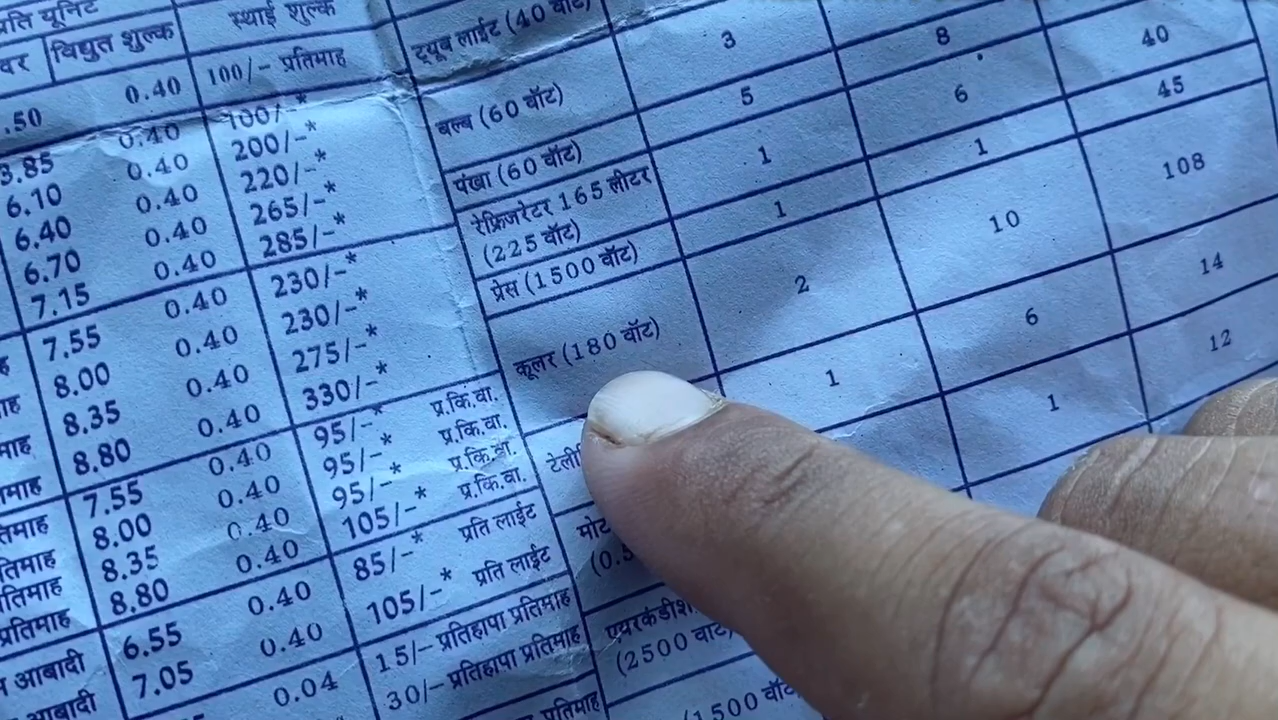 प्रति यूनिट
स्थाई शुल्क
विद्युत शुल्क
.50 0.40 100/- प्रतिमाह
3.85 0.40 100/-*
6.10 0.40 200/-*
6.40 0.40 220/-*
6.70 0.40 265/-*
7.15 0.40 285/-*
7.55 0.40 230/-*
8.00 0.40 230/-*
8.35 0.40 275/-*
8.80 0.40 330/-*
7.55 0.40 95/-* प्र.कि.वा.
8.00 0.40 95/-* प्र.कि.वा.
8.35 0.40 95/-* प्र.कि.वा.
8.80 0.40 105/-* प्र.कि.वा.
6.55 0.40 85/-* प्रति लाईट
आबादी 7.05 0.40 105/-* प्रति लाईट
आबादी 0.04 15/- प्रतिहापा प्रतिमाह
30/- प्रतिहापा प्रतिमाह
प्रतिमाह
ट्यूब लाईट (40 वॉट) 3 8 40
बल्ब (60 वॉट) 5 6 45
पंखा (60 वॉट) 1 1 108
रेफ्रिजरेटर 165 लीटर
(225 वॉट) 1 10
प्रेस (1500 वॉट) 2 6 14
कूलर (180 वॉट) 1 1 12
एयरकंडीश
(2500 वाट)
(1500 वॉट)